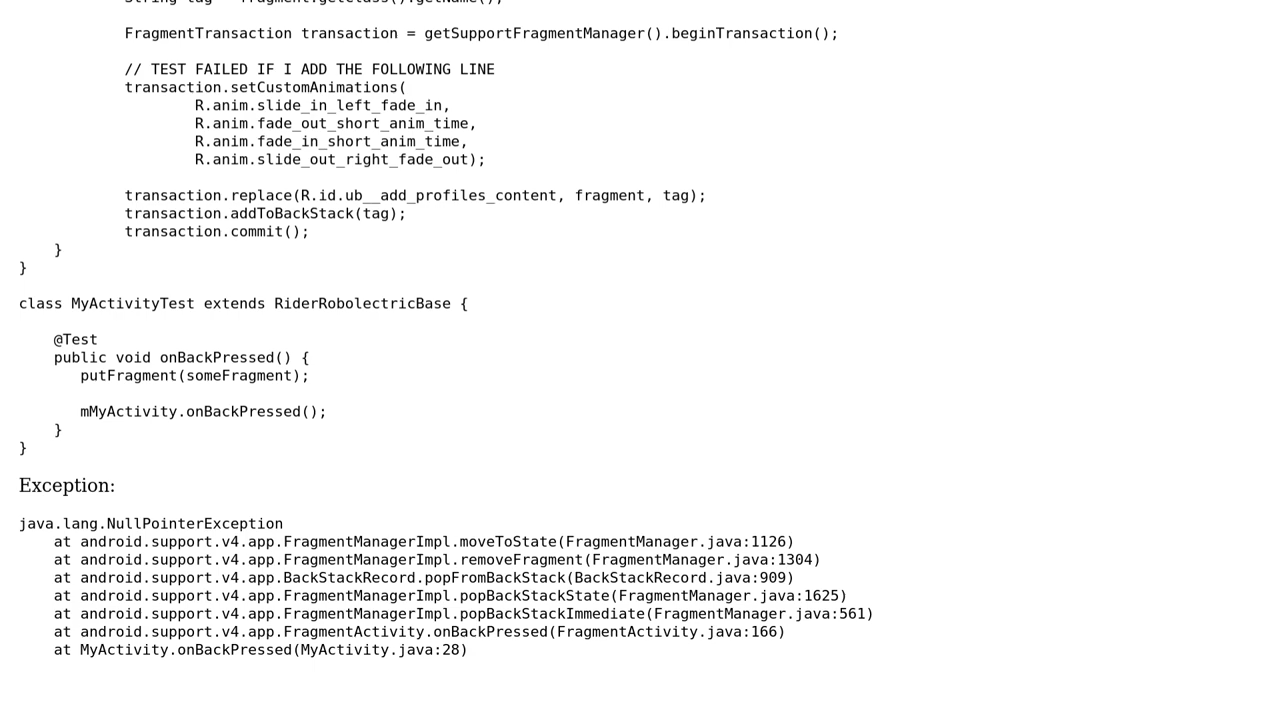 String tag = fragment.getClass().getName();
FragmentTransaction transaction = getSupportFragmentManager().beginTransaction();
// TEST FAILED IF I ADD THE FOLLOWING LINE
transaction.setCustomAnimations(
R.anim.slide_in_left_fade_in,
R.anim.fade_out_short_anim_time,
R.anim.fade_in_short_anim_time,
R.anim.slide_out_right_fade_out);
transaction.replace(R.id.ub__add_profiles_content, fragment, tag);
transaction.addToBackStack(tag);
transaction.commit();
}
}
class MyActivityTest extends RiderRobolectricBase {
@Test
public void onBackPressed() {
putFragment(someFragment);
mMyActivity.onBackPressed();
}
}
Exception:
java.lang.NullPointerException
at android.support.v4.app.FragmentManagerImpl.moveToState(FragmentManager.java:1126)
at android.support.v4.app.FragmentManagerImpl.removeFragment(FragmentManager.java:1304)
at android.support.v4.app.BackStackRecord.popFromBackStack(BackStackRecord.java:909)
at android.support.v4.app.FragmentManagerImpl.popBackStackState(FragmentManager.java:1625)
at android.support.v4.app.FragmentManagerImpl.popBackStackImmediate(FragmentManager.java:561)
at android.support.v4.app.FragmentActivity.onBackPressed(FragmentActivity.java:166)
at MyActivity.onBackPressed(MyActivity.java:28)